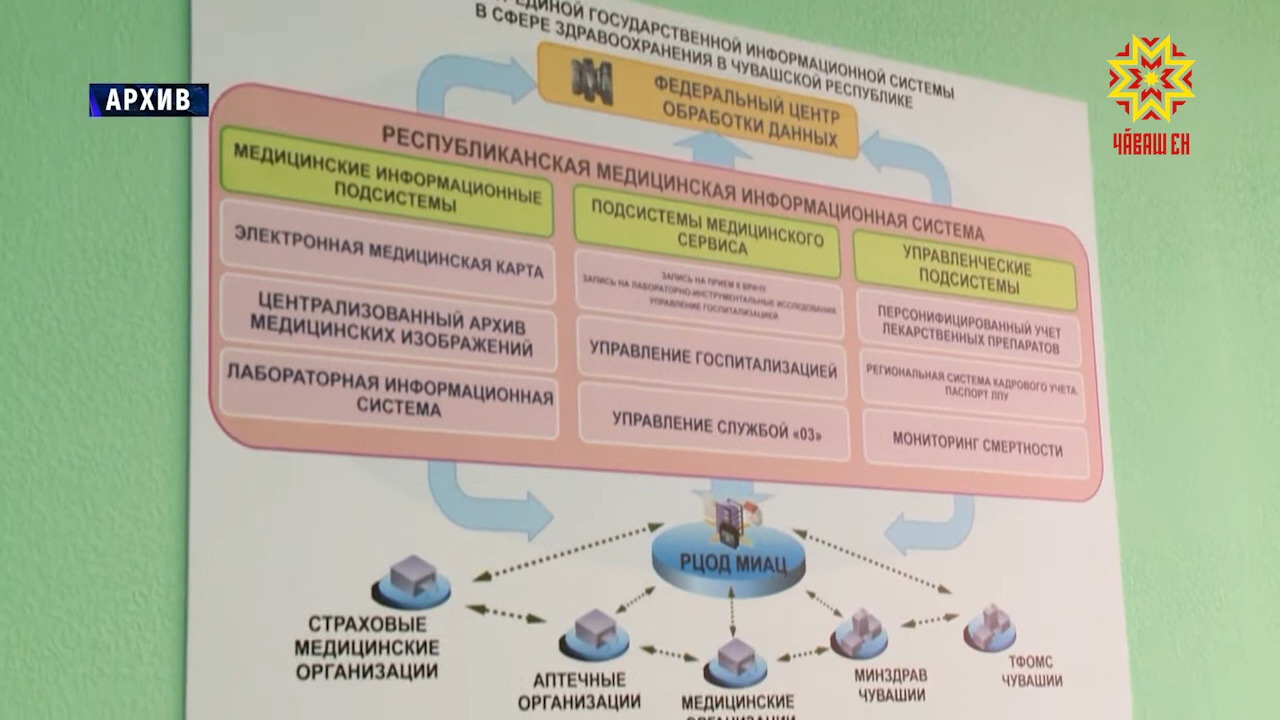 ЕДИНОЙ ГОСУДАРСТВЕННОЙ ИНФОРМАЦИОННОЙ СИСТЕМЫ
В СФЕРЕ ЗДРАВООХРАНЕНИЯ В ЧУВАШСКОЙ РЕСПУБЛИКЕ
АРХИВ
ЧӐВАШ ЕН
ФЕДЕРАЛЬНЫЙ ЦЕНТР
ОБРАБОТКИ ДАННЫХ
РЕСПУБЛИКАНСКАЯ МЕДИЦИНСКАЯ ИНФОРМАЦИОННАЯ СИСТЕМА
МЕДИЦИНСКИЕ ИНФОРМАЦИОННЫЕ
ПОДСИСТЕМЫ
ЭЛЕКТРОННАЯ МЕДИЦИНСКАЯ КАРТА
ЦЕНТРАЛИЗОВАННЫЙ АРХИВ
МЕДИЦИНСКИХ ИЗОБРАЖЕНИЙ
ЛАБОРАТОРНАЯ ИНФОРМАЦИОННАЯ
СИСТЕМА
ПОДСИСТЕМЫ МЕДИЦИНСКОГО
СЕРВИСА
ЗАПИСЬ НА ПРИЕМ К ВРАЧУ
ЗАПИСЬ НА ЛАБОРАТОРНО-ИНСТРУМЕНТАЛЬНЫЕ ИССЛЕДОВАНИЯ
УПРАВЛЕНИЕ ГОСПИТАЛИЗАЦИЕЙ
УПРАВЛЕНИЕ ГОСПИТАЛИЗАЦИЕЙ
УПРАВЛЕНИЕ СЛУЖБОЙ «03»
УПРАВЛЕНЧЕСКИЕ
ПОДСИСТЕМЫ
ПЕРСОНИФИЦИРОВАННЫЙ УЧЕТ
ЛЕКАРСТВЕННЫХ ПРЕПАРАТОВ
РЕГИОНАЛЬНАЯ СИСТЕМА КАДРОВОГО УЧЕТА.
ПАСПОРТ ЛПУ
МОНИТОРИНГ СМЕРТНОСТИ
РЦОД МИАЦ
СТРАХОВЫЕ
МЕДИЦИНСКИЕ
ОРГАНИЗАЦИИ
АПТЕЧНЫЕ
ОРГАНИЗАЦИИ
МЕДИЦИНСКИЕ
ОРГАНИЗАЦИИ
МИНЗДРАВ
ЧУВАШИИ
ТФОМС
ЧУВАШИИ